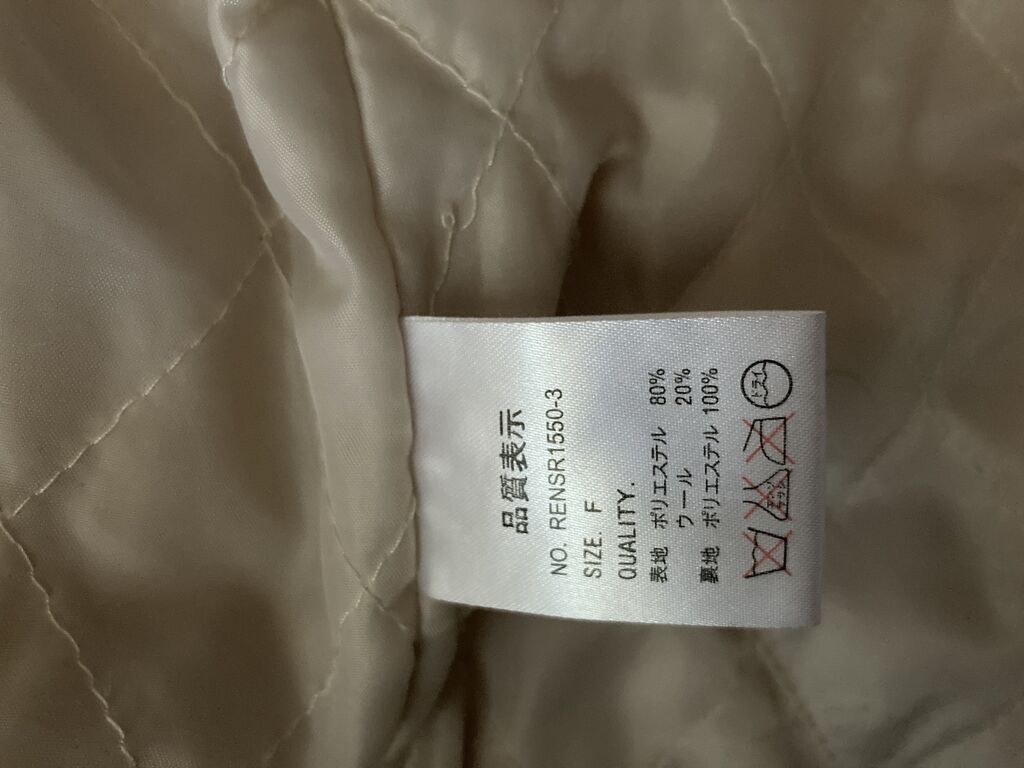 品質表示
NO. RENSR1550-3
SIZE. F
QUALITY.
表地 ポリエステル 80%
ウール 20%
裏地 ポリエステル 100%
ドライ